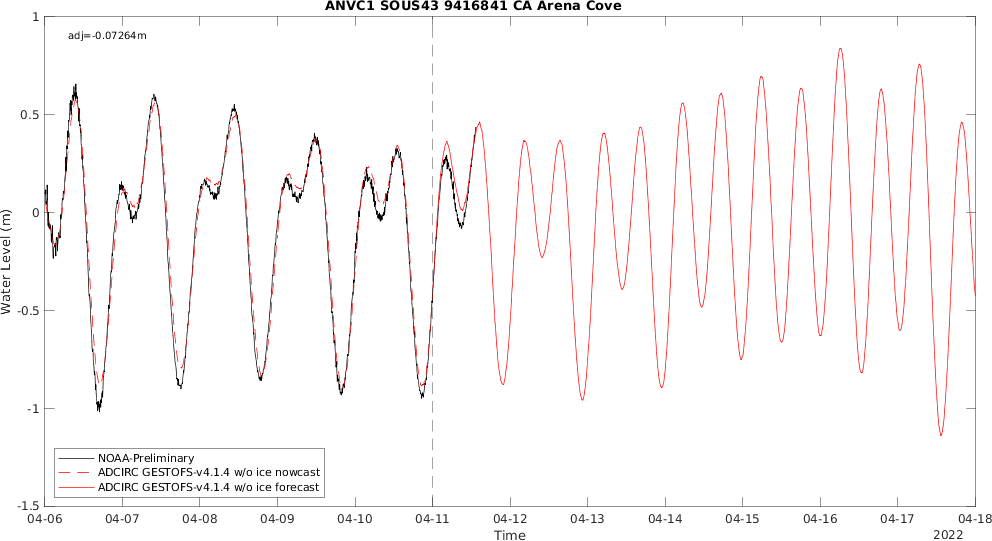 ANVC1 SOUS43 9416841 CA Arena Cove
adj=-0.07264m
1
0.5
0
-0.5
-1
-1.5
Water Level (m)
NOAA-Preliminary
ADCIRC GESTOFS-v4.1.4 w/o ice nowcast
ADCIRC GESTOFS-v4.1.4 w/o ice forecast
04-06 04-07 04-08 04-09 04-10 04-11 04-12 04-13 04-14 04-15 04-16 04-17 04-18
Time
2022